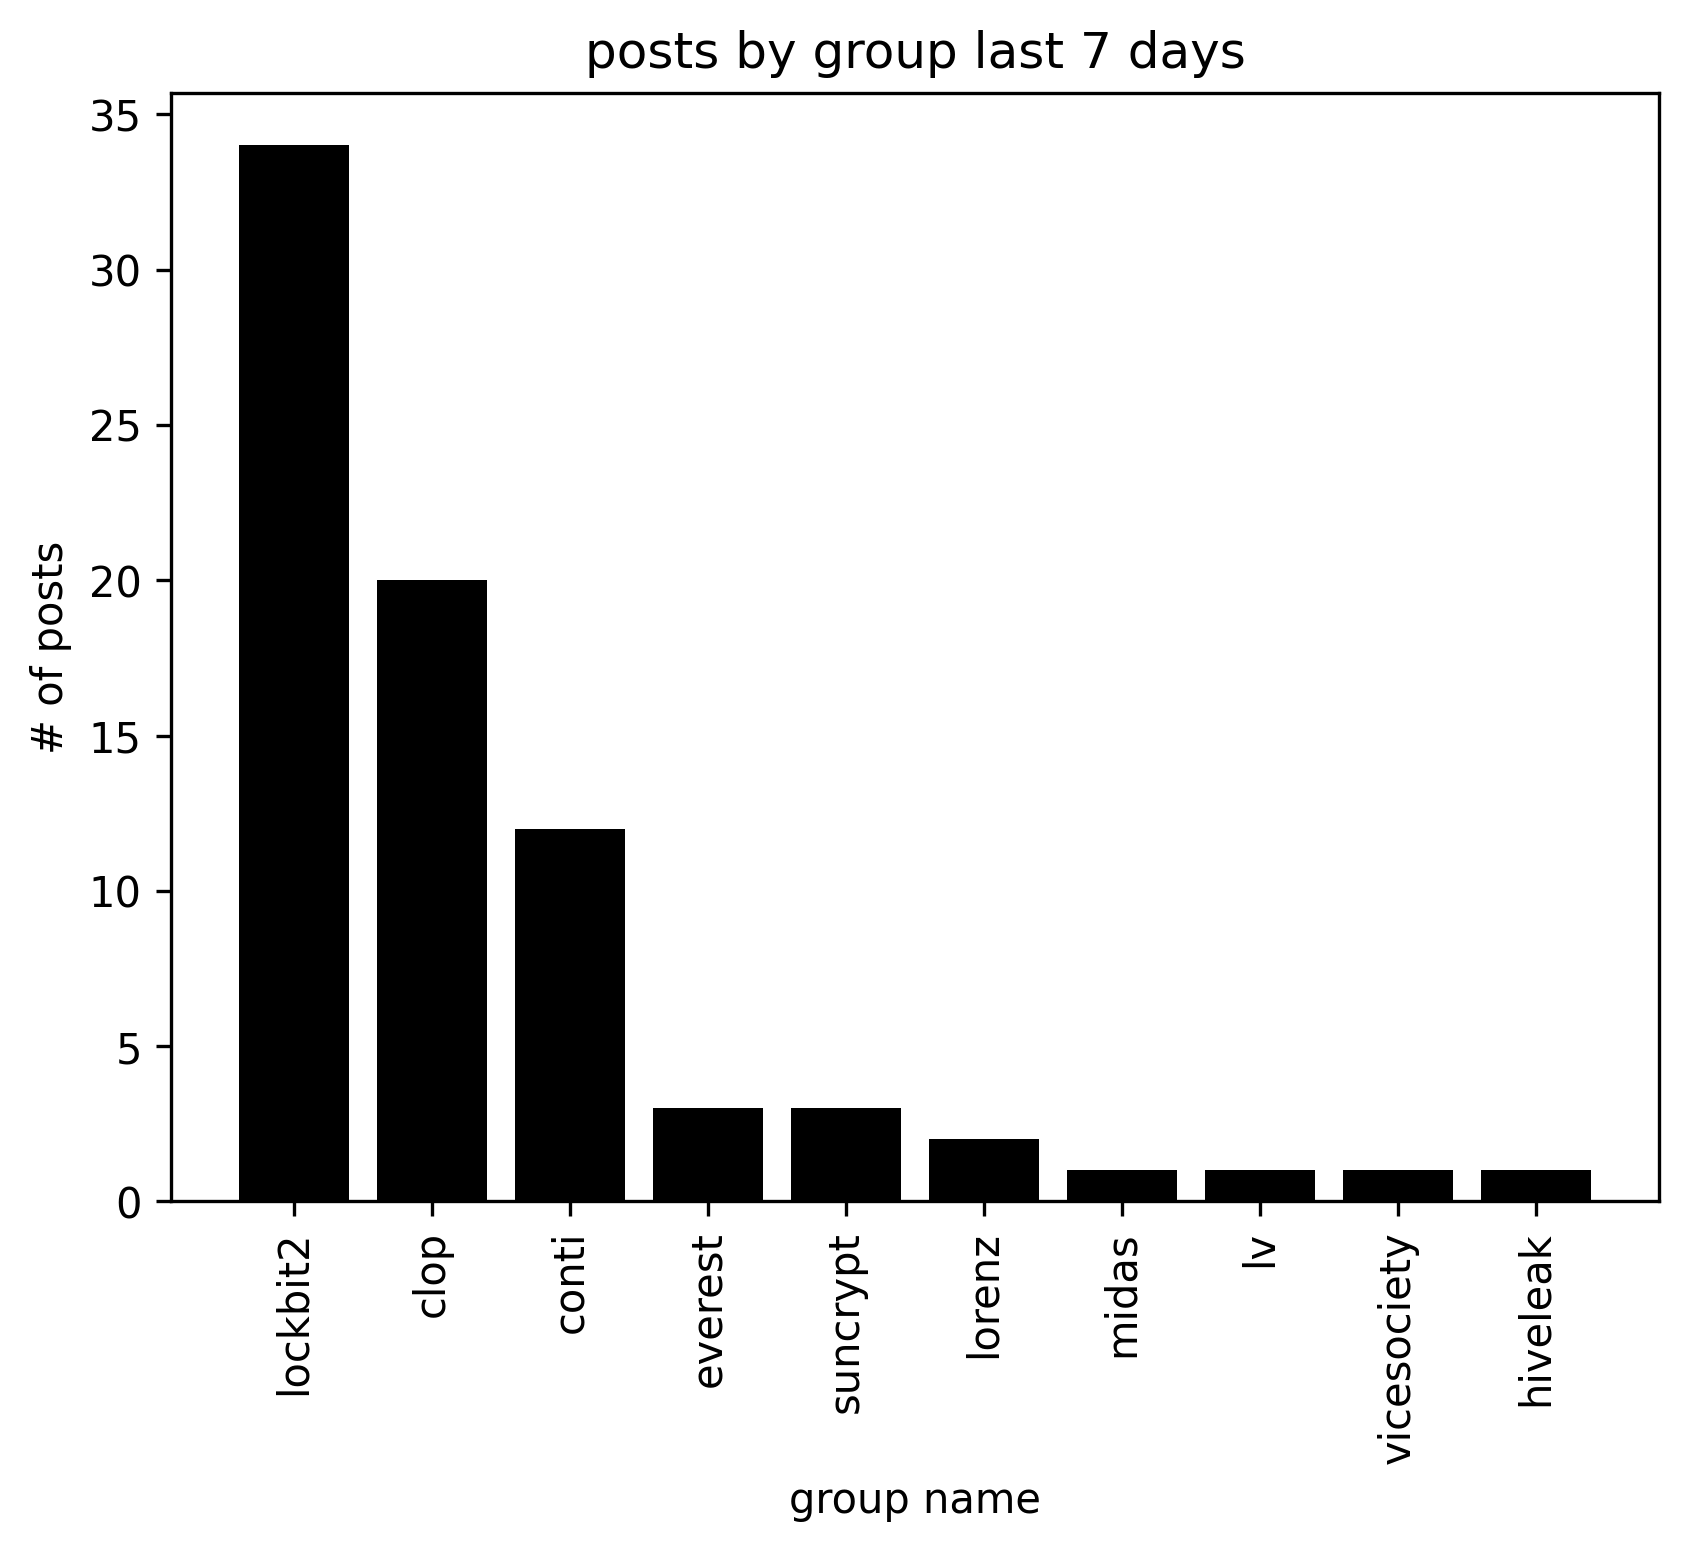 posts by group last 7 days
35
30
25
20
15
10
5
0
# of posts
lockbit2
clop
conti
everest
suncrypt
lorenz
midas
lv
vicesociety
hiveleak
group name